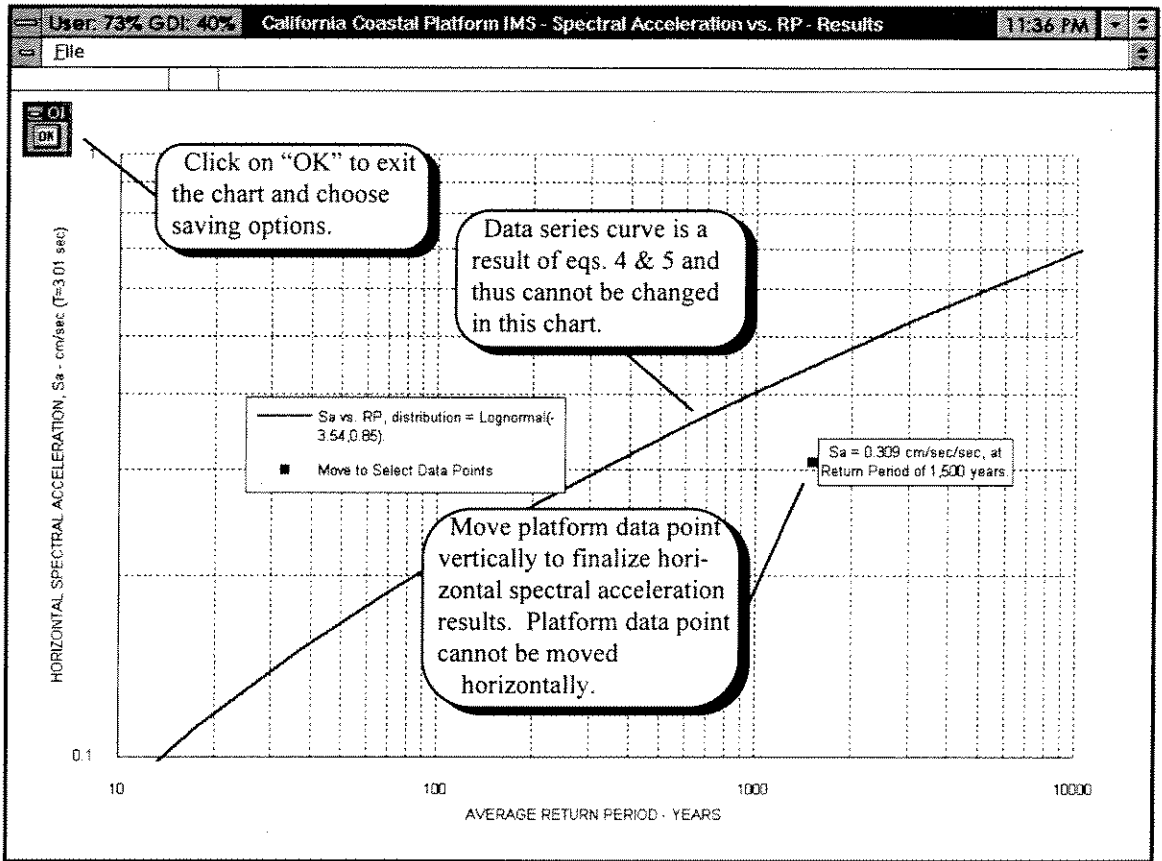 User: 73% GDI: 40%
California Coastal Platform IMS - Spectral Acceleration vs. RP - Results
11:36 PM
File
01
OK
Click on “OK” to exit
the chart and choose
saving options.
Data series curve is a
result of eqs. 4 & 5 and
thus cannot be changed
in this chart.
HORIZONTAL SPECTRAL ACCELERATION, Sa - cm/sec (T=3.01 sec)
1
Sa vs. RP, distribution = Lognormal(-
3.54,0.85).
Move to Select Data Points
Sa = 0.309 cm/sec/sec, at
Return Period of 1,500 years.
Move platform data point
vertically to finalize hori-
zontal spectral acceleration
results. Platform data point
cannot be moved
horizontally.
0.1
10
100
1000
10000
AVERAGE RETURN PERIOD - YEARS